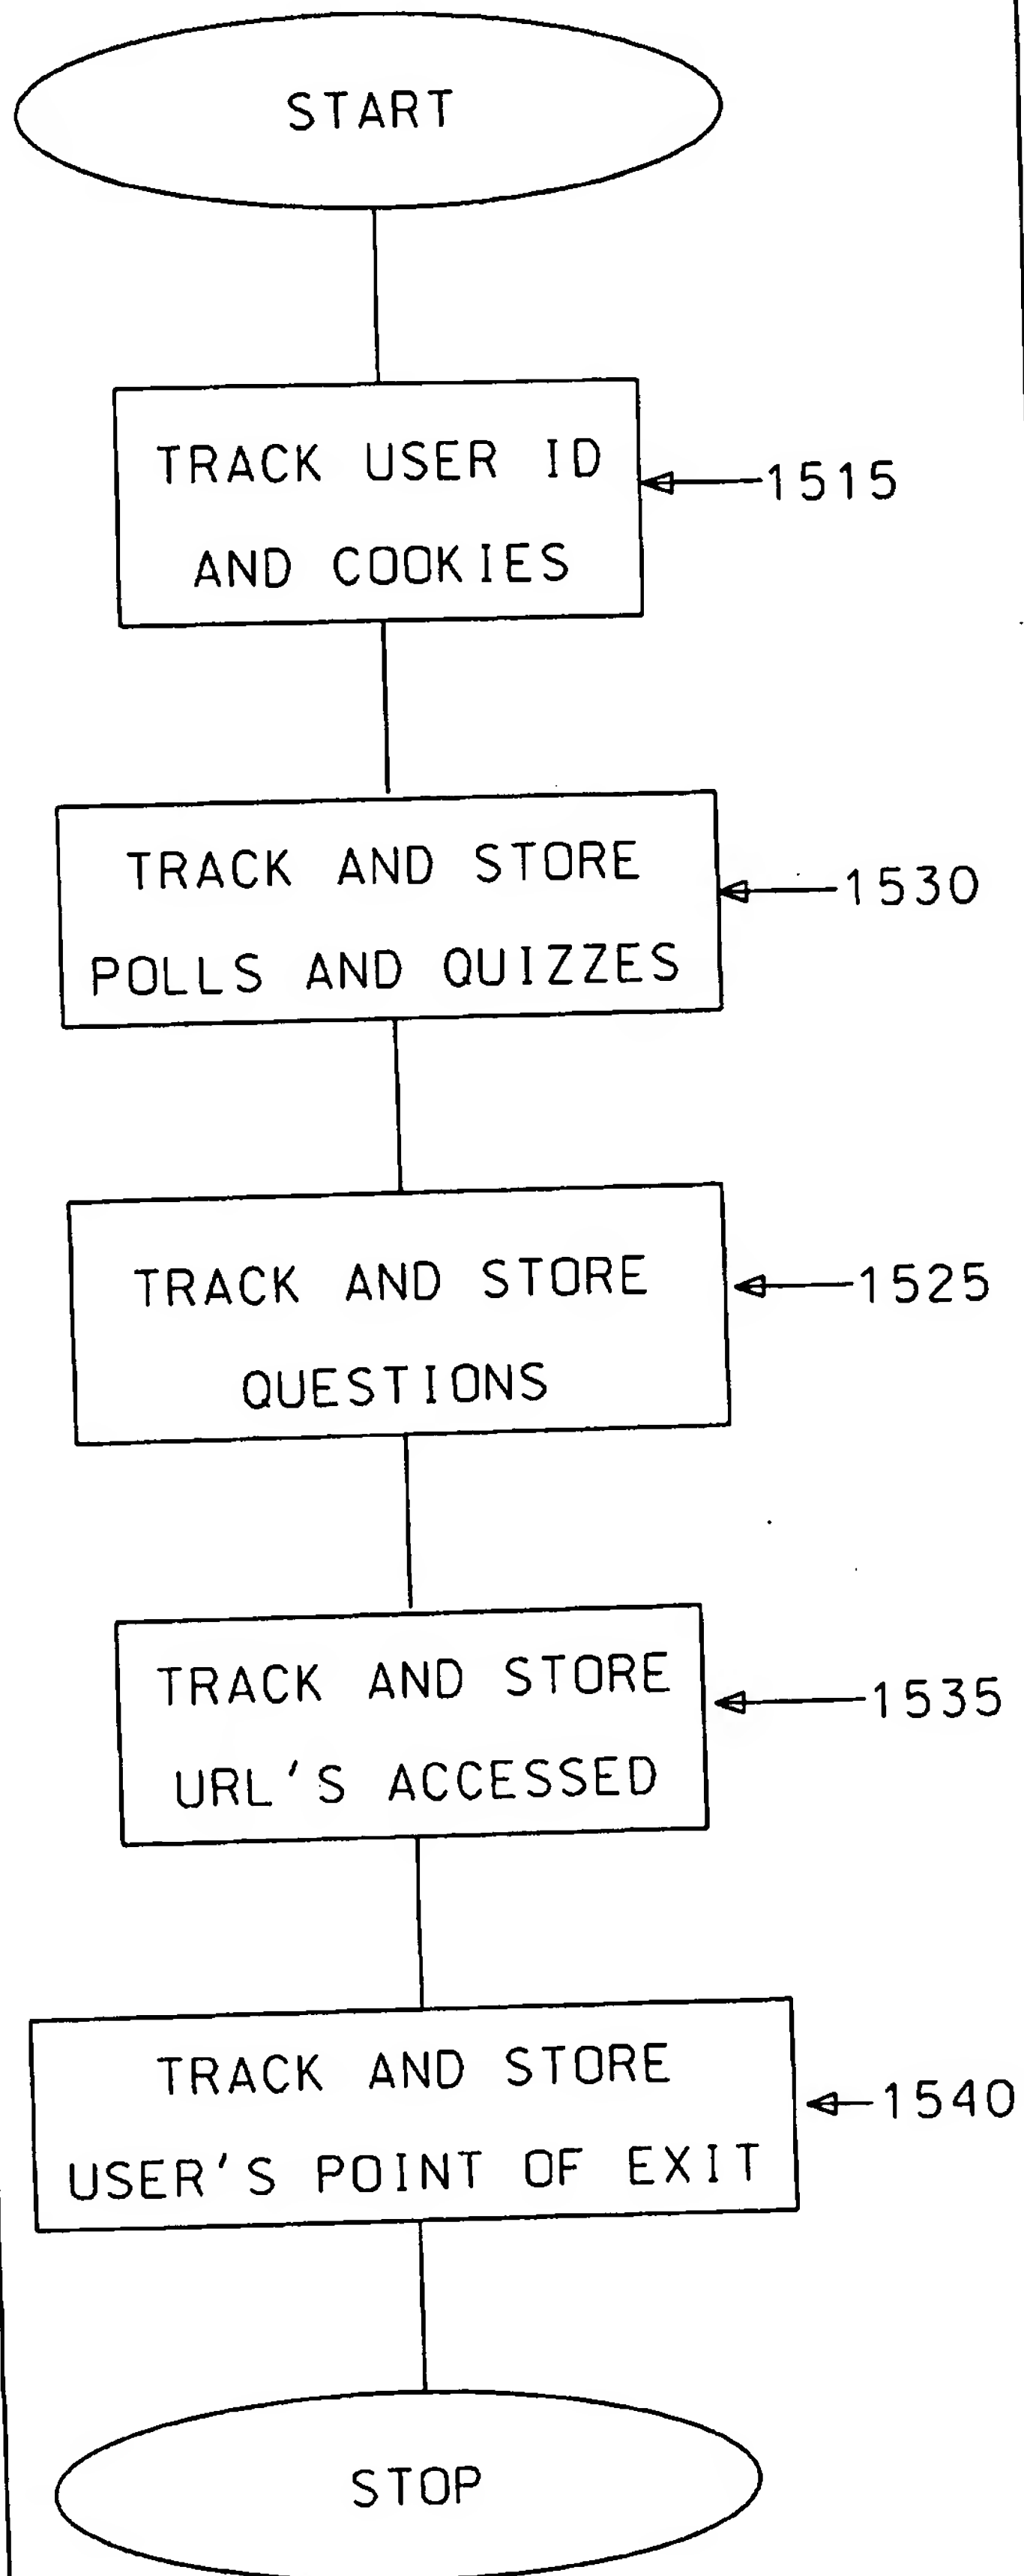 START
TRACK USER ID
AND COOKIES
1515
TRACK AND STORE
POLLS AND QUIZZES
1530
TRACK AND STORE
QUESTIONS
1525
TRACK AND STORE
URL'S ACCESSED
1535
TRACK AND STORE
USER'S POINT OF EXIT
1540
STOP